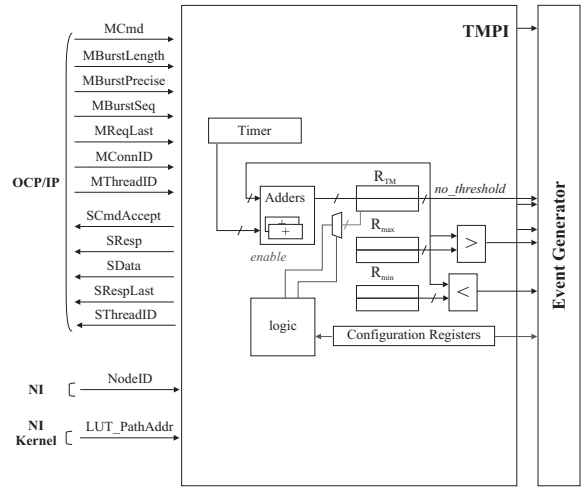 MCmd
MBurstLength
MBurstPrecise
MBurstSeq
MReqLast
MConnID
MThreadID
OCP/IP
SCmdAccept
SResp
SData
SRespLast
SThreadID
NI
NodeID
NI
Kernel
LUT_PathAddr
TMPI
Timer
Adders
+
+
enable
logic
RTM
no_threshold
Rmax
>
Rmin
<
Configuration Registers
Event Generator